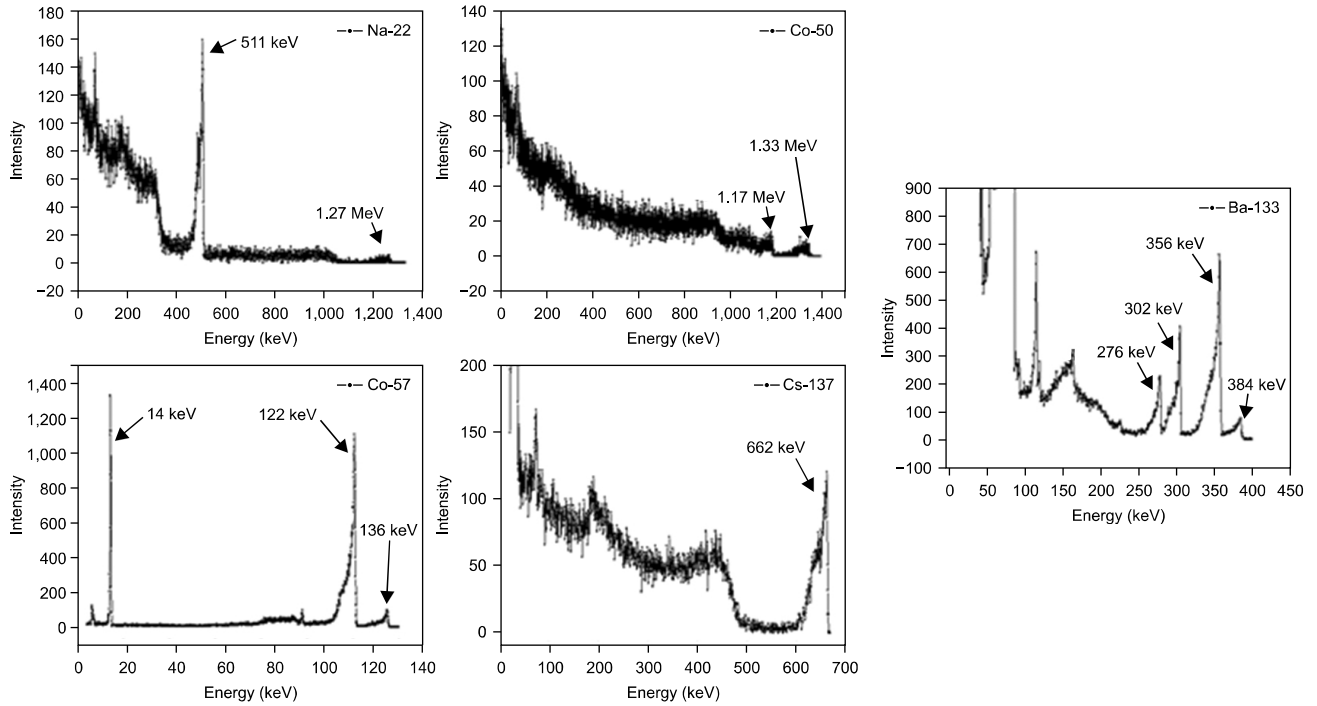 Na-22
511 keV
1.27 MeV
Intensity
180
160
140
120
100
80
60
40
20
0
−20
0 200 400 600 800 1,000 1,200 1,400
Energy (keV)
Co-50
1.33 MeV
1.17 MeV
Intensity
140
120
100
80
60
40
20
0
−20
0 200 400 600 800 1,000 1,200 1,400
Energy (keV)
Co-57
14 keV
122 keV
136 keV
Intensity
1,400
1,200
1,000
800
600
400
200
0
0 20 40 60 80 100 120 140
Energy (keV)
Cs-137
662 keV
Intensity
200
150
100
50
0
0 100 200 300 400 500 600 700
Energy (keV)
Ba-133
356 keV
302 keV
276 keV
384 keV
Intensity
900
800
700
600
500
400
300
200
100
0
−100
0 50 100 150 200 250 300 350 400 450
Energy (keV)